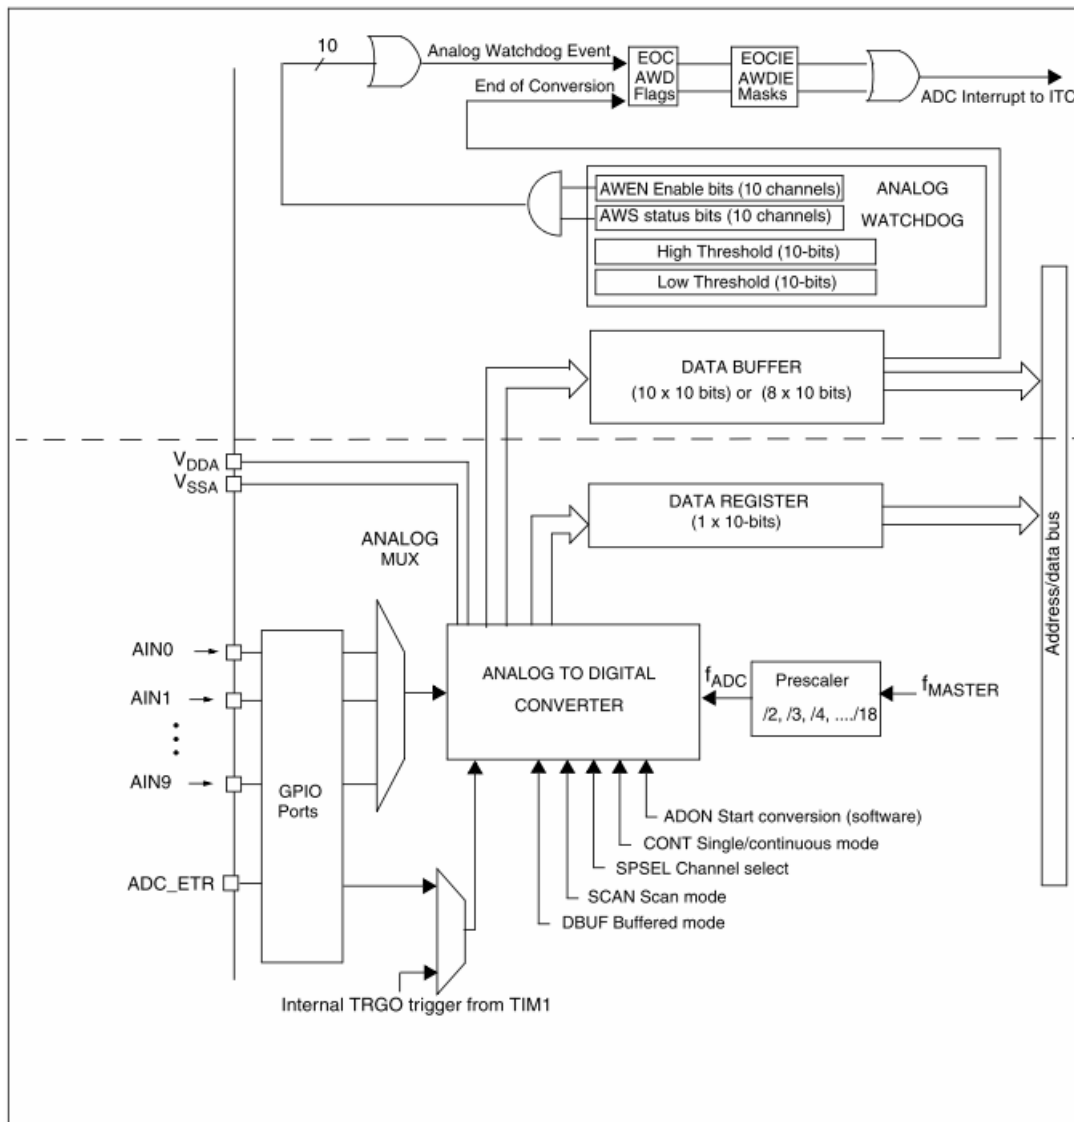 10
Analog Watchdog Event
End of Conversion
EOC
AWD
Flags
EOCIE
AWDIE
Masks
ADC Interrupt to ITC
AWEN Enable bits (10 channels)
AWS status bits (10 channels)
ANALOG
WATCHDOG
High Threshold (10-bits)
Low Threshold (10-bits)
DATA BUFFER
(10 x 10 bits) or (8 x 10 bits)
VDDA
VSSA
DATA REGISTER
(1 x 10-bits)
ANALOG
MUX
Address/data bus
AIN0
AIN1
AIN9
ADC_ETR
GPIO
Ports
ANALOG TO DIGITAL
CONVERTER
fADC
Prescaler
/2, /3, /4, ..../18
fMASTER
ADON Start conversion (software)
CONT Single/continuous mode
SPSEL Channel select
SCAN Scan mode
DBUF Buffered mode
Internal TRGO trigger from TIM1